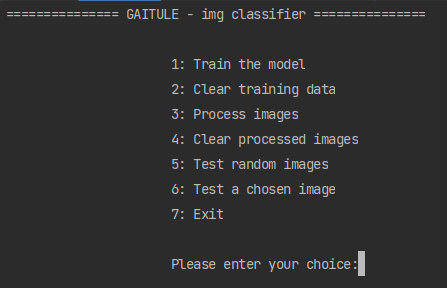 =============== GAITULE - img classifier ===============
1: Train the model
2: Clear training data
3: Process images
4: Clear processed images
5: Test random images
6: Test a chosen image
7: Exit
Please enter your choice: